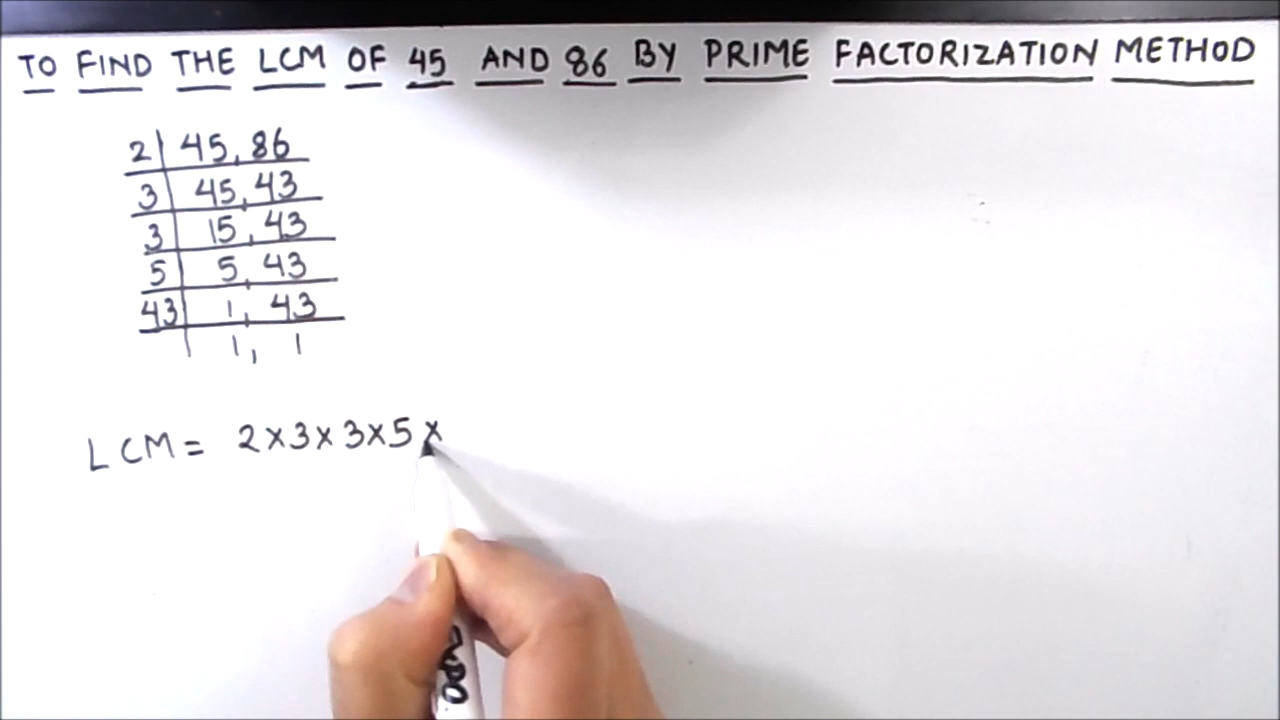 TO FIND THE LCM OF 45 AND 86 BY PRIME FACTORIZATION METHOD
2 | 45, 86
3 | 45, 43
3 | 15, 43
5 | 5, 43
43 | 1, 43
| 1, 1
LCM = 2×3×3×5×
EXPO